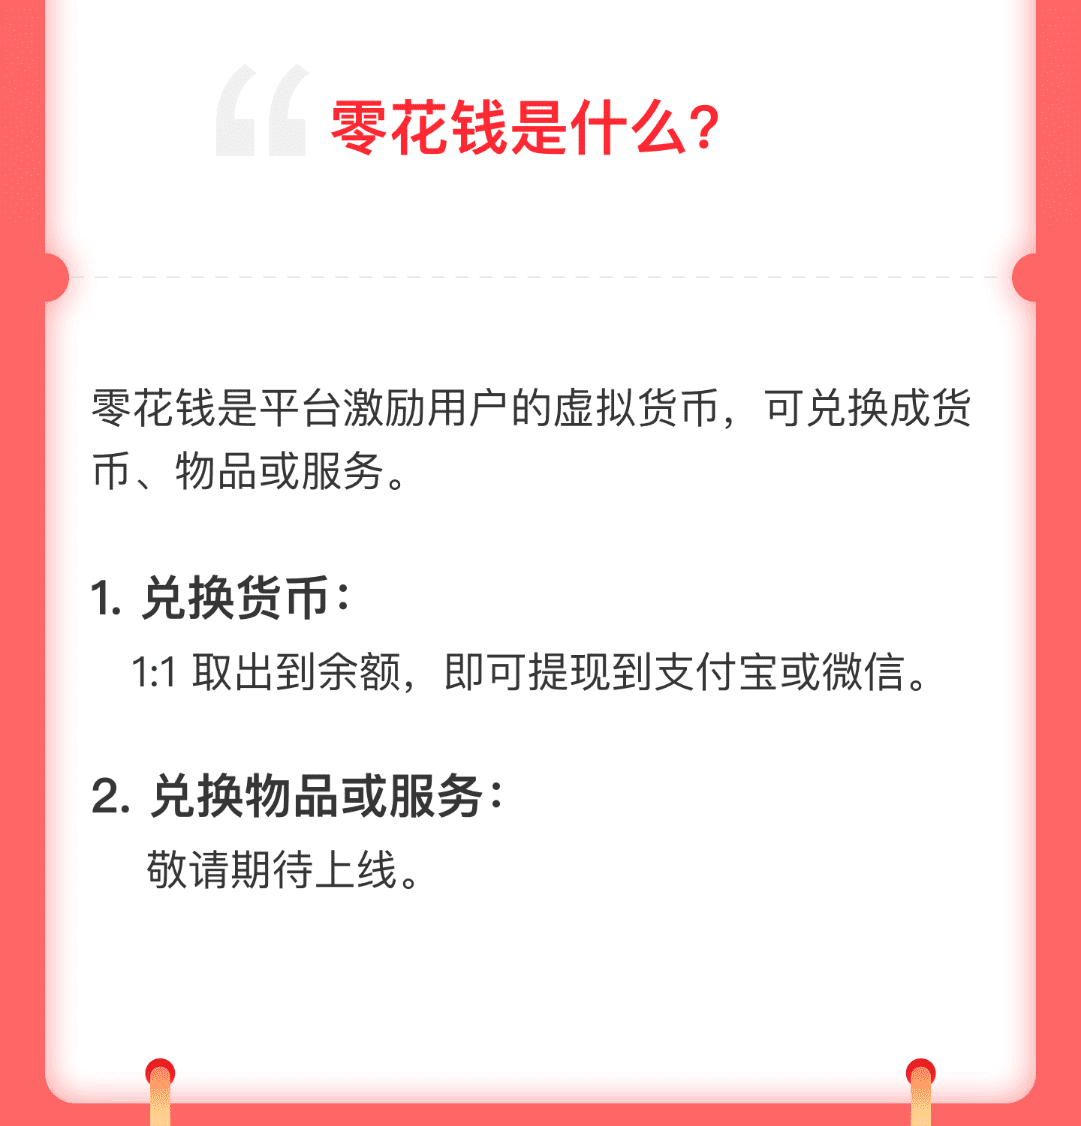 零花钱是什么?
零花钱是平台激励用户的虚拟货币，可兑换成货
币、物品或服务。
1. 兑换货币：
1:1 取出到余额，即可提现到支付宝或微信。
2. 兑换物品或服务：
敬请期待上线。